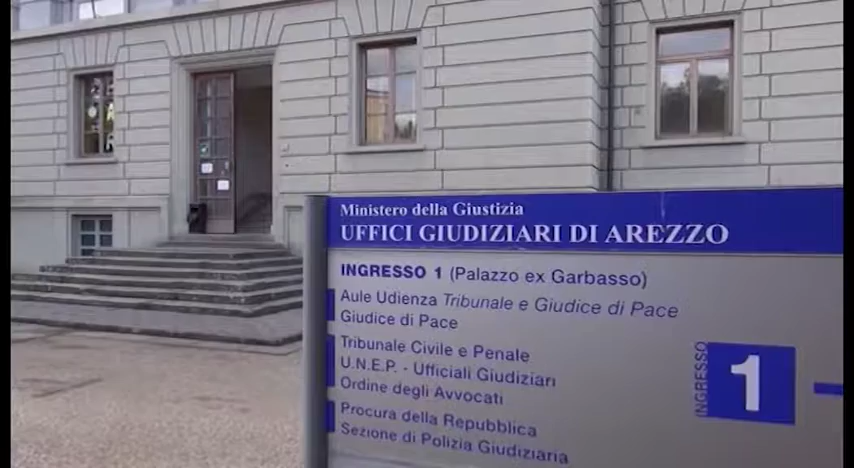 Ministero della Giustizia
UFFICI GIUDIZIARI DI AREZZO
INGRESSO 1 (Palazzo ex Garbasso)
Aule Udienza Tribunale e Giudice di Pace
Giudice di Pace
Tribunale Civile e Penale
U.N.E.P. - Ufficiali Giudiziari
Ordine degli Avvocati
Procura della Repubblica
Sezione di Polizia Giudiziaria
INGRESSO
1